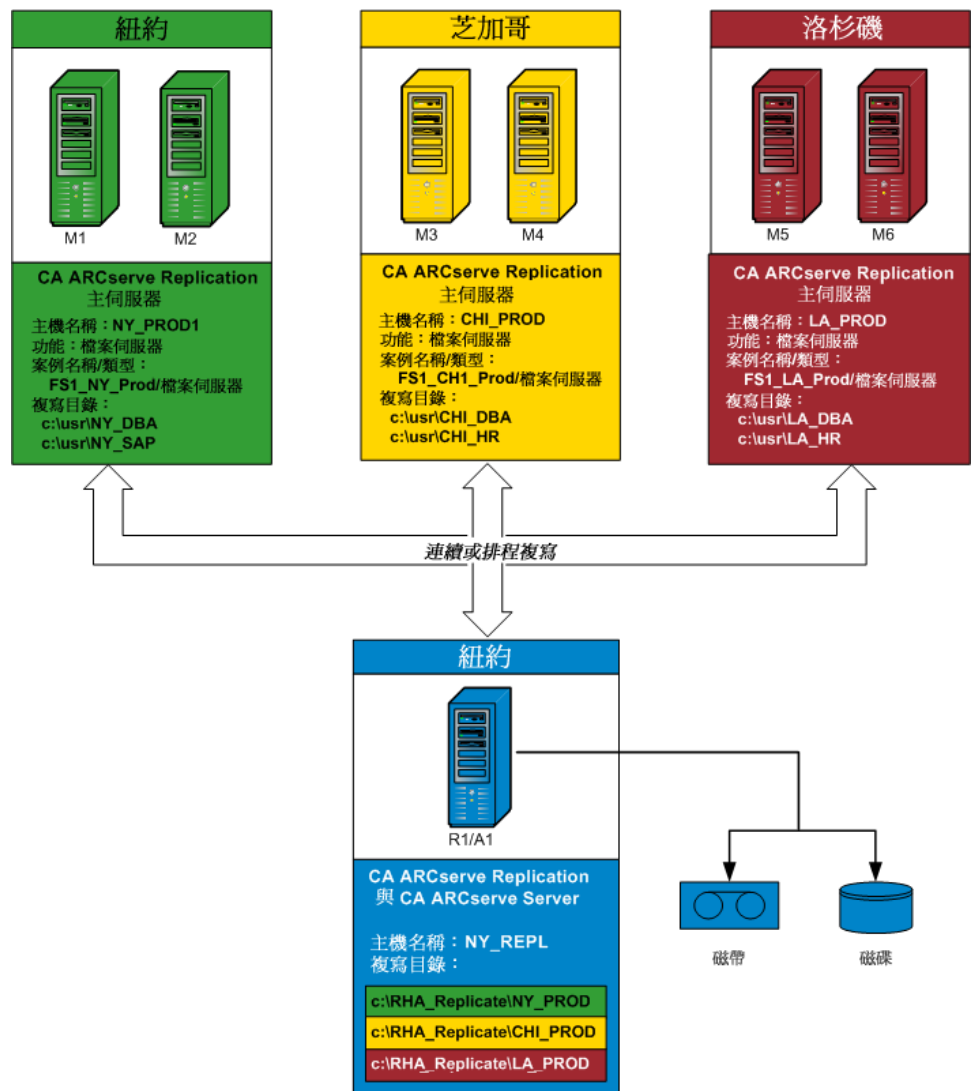 紐約
M1
M2
CA ARCserve Replication
主伺服器
主機名稱：NY_PROD1
功能：檔案伺服器
案例名稱/類型：
FS1_NY_Prod/檔案伺服器
複寫目錄：
c:\usr\NY_DBA
c:\usr\NY_SAP
芝加哥
M3
M4
CA ARCserve Replication
主伺服器
主機名稱：CHI_PROD
功能：檔案伺服器
案例名稱/類型：
FS1_CH1_Prod/檔案伺服器
複寫目錄：
c:\usr\CHI_DBA
c:\usr\CHI_HR
洛杉磯
M5
M6
CA ARCserve Replication
主伺服器
主機名稱：LA_PROD
功能：檔案伺服器
案例名稱/類型：
FS1_LA_Prod/檔案伺服器
複寫目錄：
c:\usr\LA_DBA
c:\usr\LA_HR
連續或排程複寫
紐約
R1/A1
CA ARCserve Replication
與 CA ARCserve Server
主機名稱：NY_REPL
複寫目錄：
c:\RHA_Replicate\NY_PROD
c:\RHA_Replicate\CHI_PROD
c:\RHA_Replicate\LA_PROD
磁帶
磁碟